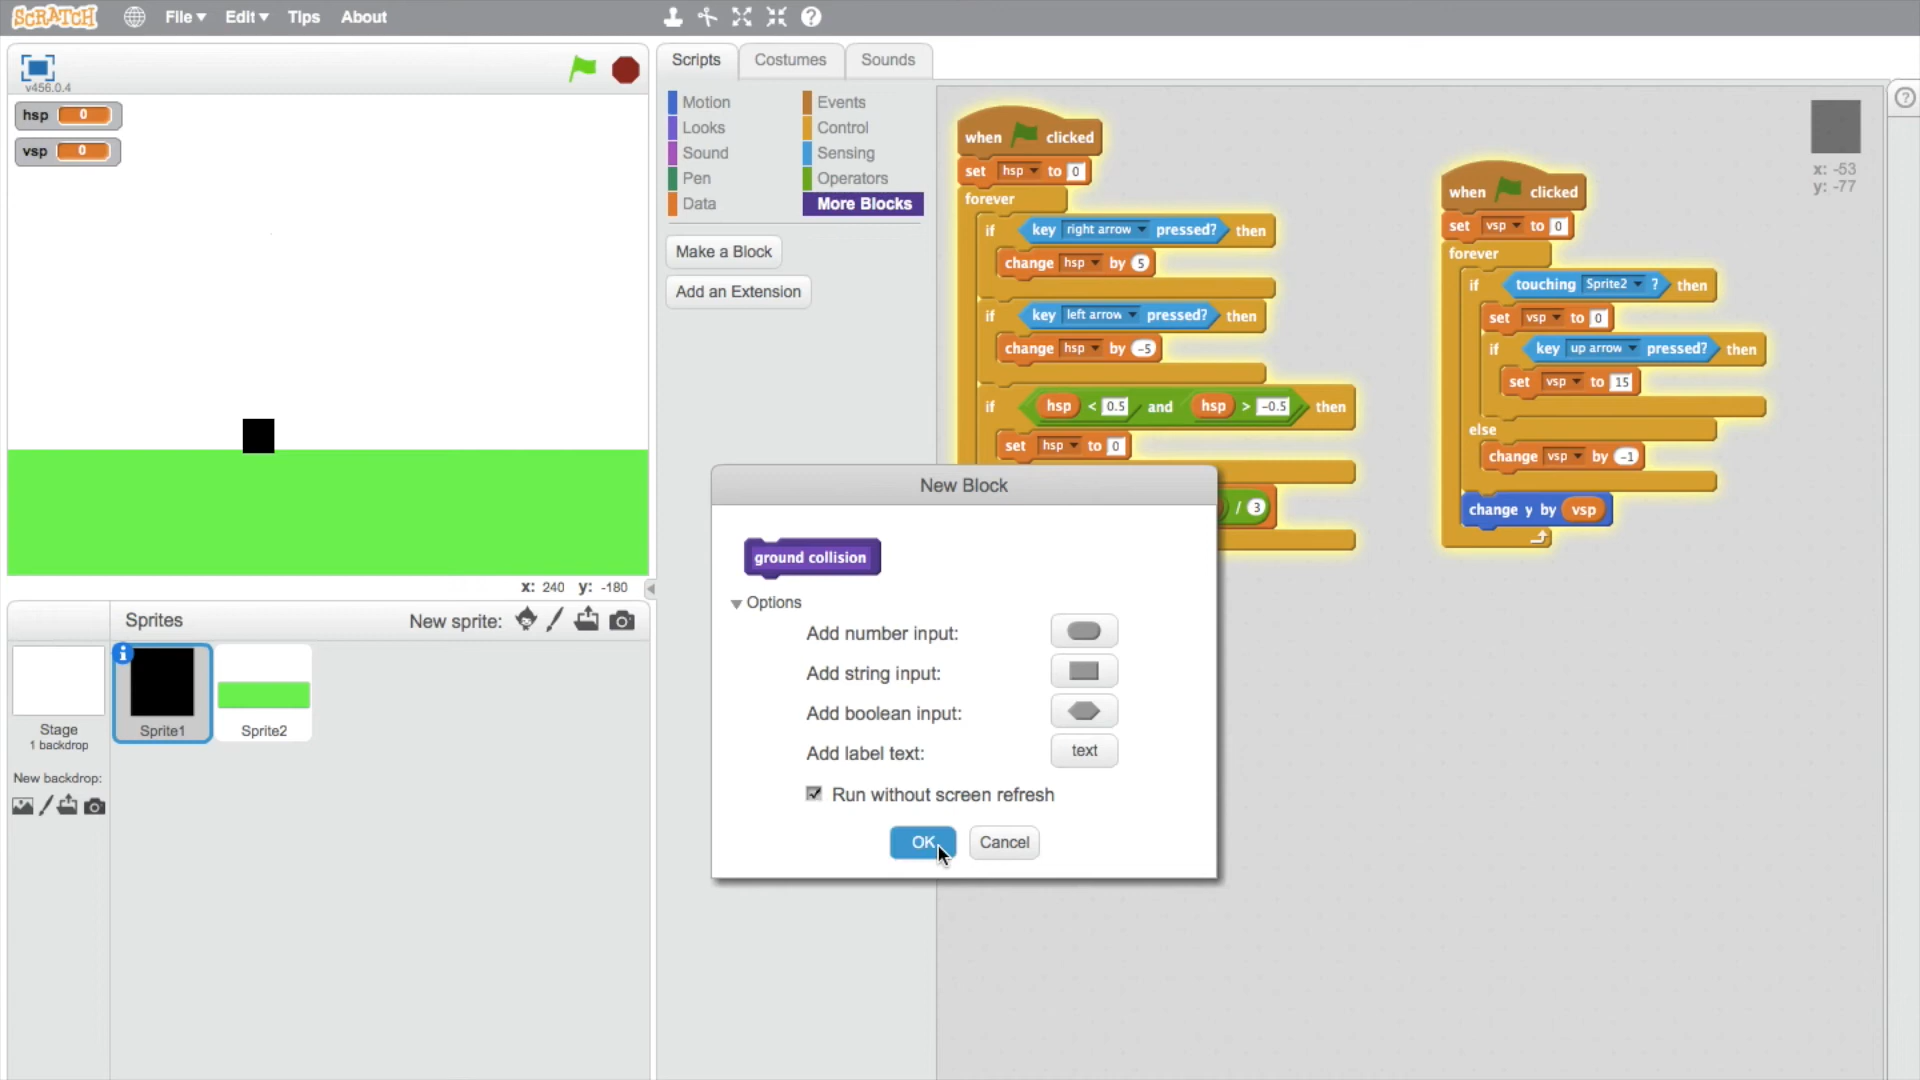 SCRATCH File Edit Tips About
v456.0.4
hsp 0
vsp 0
x: 240 y: -180
Sprites New sprite:
Stage
1 backdrop
New backdrop:
Sprite1
Sprite2
Scripts Costumes Sounds
Motion Events
Looks Control
Sound Sensing
Pen Operators
Data More Blocks
Make a Block
Add an Extension
when clicked
set hsp to 0
forever
if key right arrow pressed? then
change hsp by 5
if key left arrow pressed? then
change hsp by -5
if hsp < 0.5 and hsp > -0.5 then
set hsp to 0
/ 3
when clicked
set vsp to 0
forever
if touching Sprite2 ? then
set vsp to 0
if key up arrow pressed? then
set vsp to 15
else
change vsp by -1
change y by vsp
x: -53
y: -77
?
New Block
ground collision
Options
Add number input:
Add string input:
Add boolean input:
Add label text: text
Run without screen refresh
OK Cancel